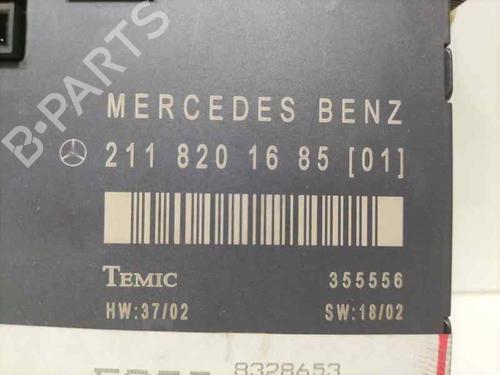 B-PARTS
MERCEDES BENZ
211 820 16 85 [01]
TEMIC 355556
HW:37/02 SW:18/02
8328653